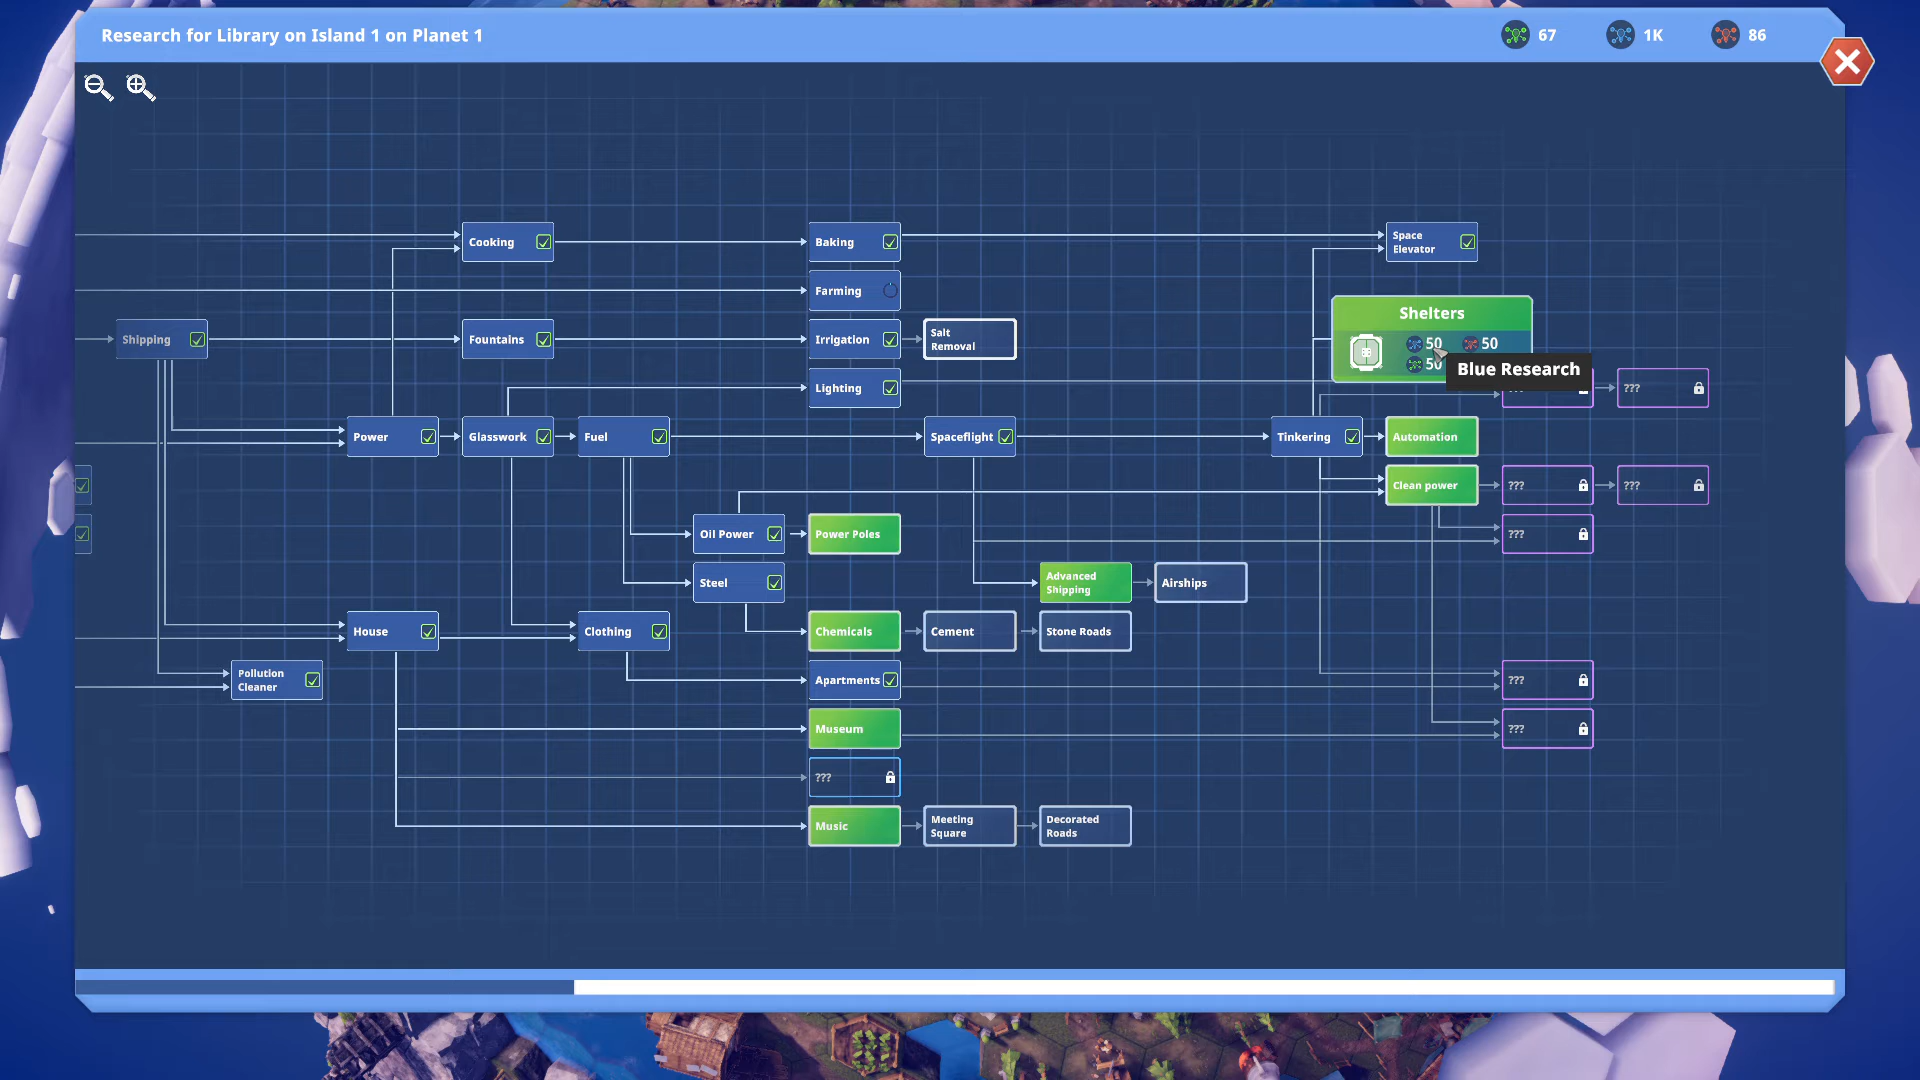 Research for Library on Island 1 on Planet 1
67
1K
86
Cooking
Baking
Space
Elevator
Farming
Shelters
50
50
50
Blue Research
Shipping
Fountains
Irrigation
Salt
Removal
Lighting
???
???
Power
Glasswork
Fuel
Spaceflight
Tinkering
Automation
Clean power
???
???
Oil Power
Power Poles
???
Steel
Advanced
Shipping
Airships
House
Clothing
Chemicals
Cement
Stone Roads
Pollution
Cleaner
Apartments
???
Museum
???
???
Music
Meeting
Square
Decorated
Roads